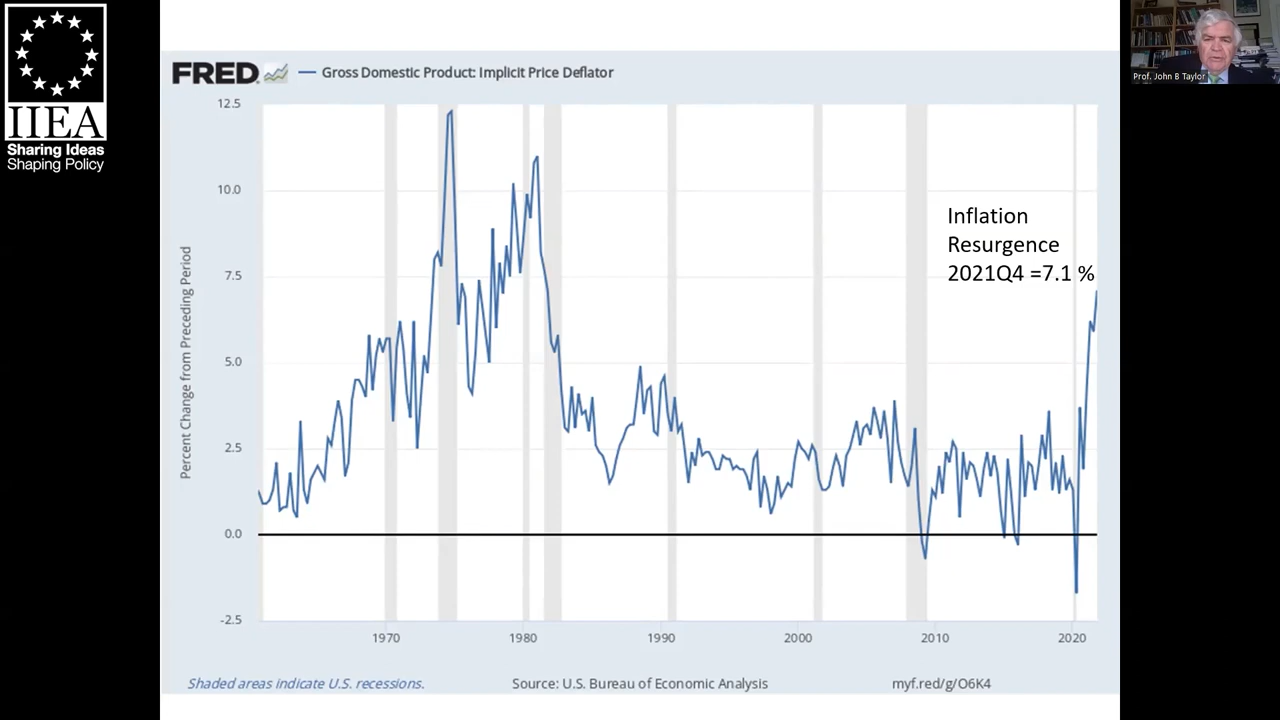 IIEA
Sharing Ideas
Shaping Policy
FRED
Gross Domestic Product: Implicit Price Deflator
Percent Change from Preceding Period
12.5
10.0
7.5
5.0
2.5
0.0
-2.5
Inflation
Resurgence
2021Q4 =7.1 %
1970 1980 1990 2000 2010 2020
Shaded areas indicate U.S. recessions. Source: U.S. Bureau of Economic Analysis myf.red/g/O6K4
Prof. John B Taylor